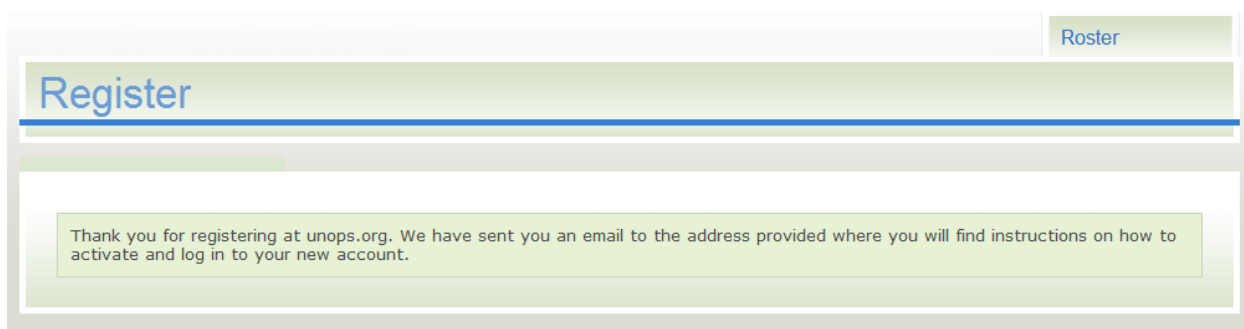 Roster
Register
Thank you for registering at unops.org. We have sent you an email to the address provided where you will find instructions on how to
activate and log in to your new account.